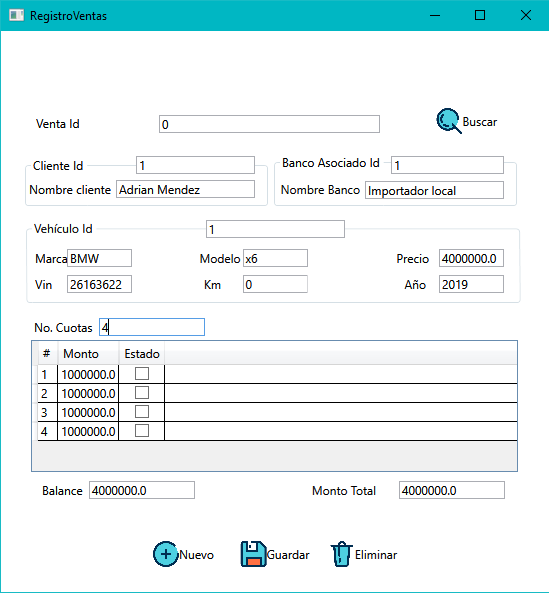 RegistroVentas
Venta Id 0 Buscar
Cliente Id 1 Banco Asociado Id 1
Nombre cliente Adrian Mendez Nombre Banco Importador local
Vehículo Id 1
Marca BMW Modelo x6 Precio 4000000.0
Vin 26163622 Km 0 Año 2019
No. Cuotas 4
# Monto Estado
1 1000000.0
2 1000000.0
3 1000000.0
4 1000000.0
Balance 4000000.0 Monto Total 4000000.0
Nuevo Guardar Eliminar